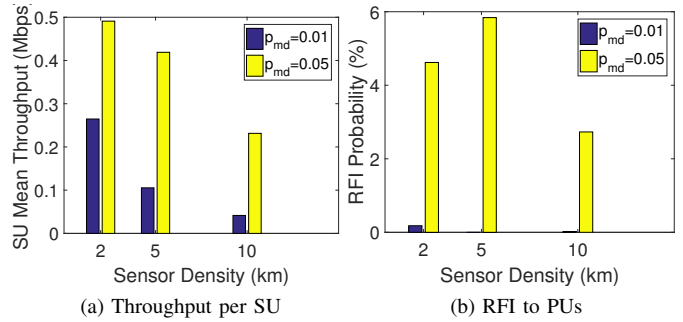 SU Mean Throughput (Mbps)
0.5
0.4
0.3
0.2
0.1
0
2
5
10
Sensor Density (km)
p_md=0.01
p_md=0.05
(a) Throughput per SU
RFI Probability (%)
6
4
2
0
2
5
10
Sensor Density (km)
p_md=0.01
p_md=0.05
(b) RFI to PUs